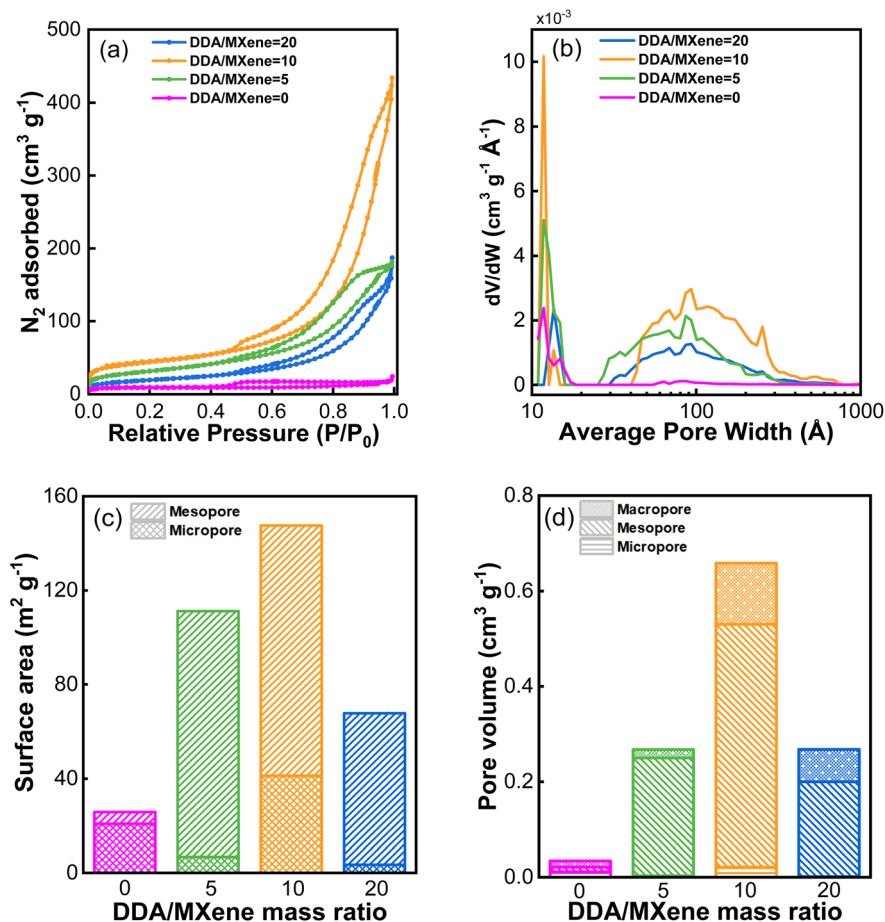 (a)
DDA/MXene=20
DDA/MXene=10
DDA/MXene=5
DDA/MXene=0
500
400
300
200
100
0
N₂ adsorbed (cm³ g⁻¹)
0.0 0.2 0.4 0.6 0.8 1.0
Relative Pressure (P/P₀)
x10⁻³
(b)
DDA/MXene=20
DDA/MXene=10
DDA/MXene=5
DDA/MXene=0
10
8
6
4
2
0
dV/dW (cm³ g⁻¹ Å⁻¹)
10 100 1000
Average Pore Width (Å)
(c)
Mesopore
Micropore
160
120
80
40
0
Surface area (m² g⁻¹)
0 5 10 20
DDA/MXene mass ratio
(d)
Macropore
Mesopore
Micropore
0.8
0.6
0.4
0.2
0.0
Pore volume (cm³ g⁻¹)
0 5 10 20
DDA/MXene mass ratio